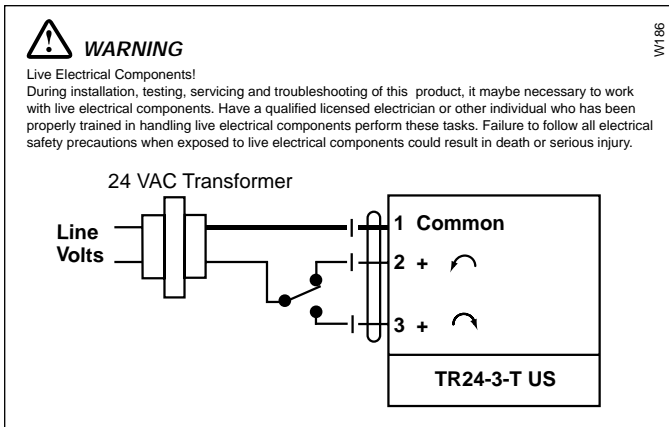 WARNING
W186
Live Electrical Components!
During installation, testing, servicing and troubleshooting of this product, it maybe necessary to work
with live electrical components. Have a qualified licensed electrician or other individual who has been
properly trained in handling live electrical components perform these tasks. Failure to follow all electrical
safety precautions when exposed to live electrical components could result in death or serious injury.
24 VAC Transformer
Line
Volts
1 Common
2 +
3 +
TR24-3-T US